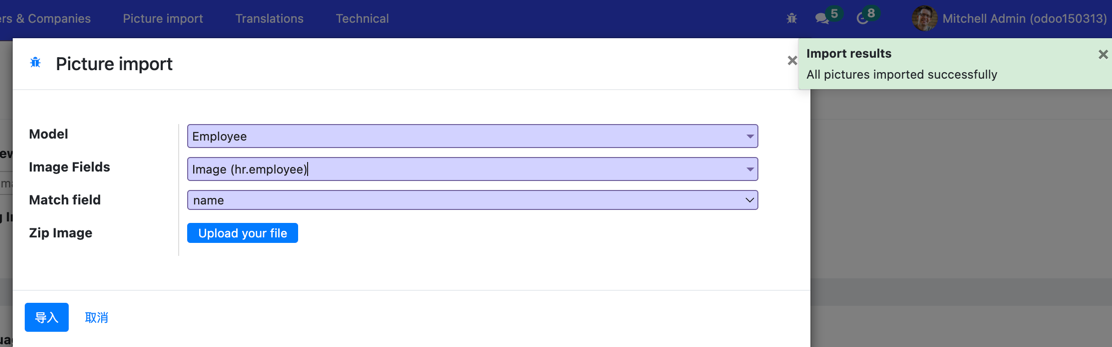 ers & Companies Picture import Translations Technical 5 8 Mitchell Admin (odoo150313)
Picture import
Import results
All pictures imported successfully
Model Employee
Image Fields Image (hr.employee)
Match field name
Zip Image Upload your file
导入 取消